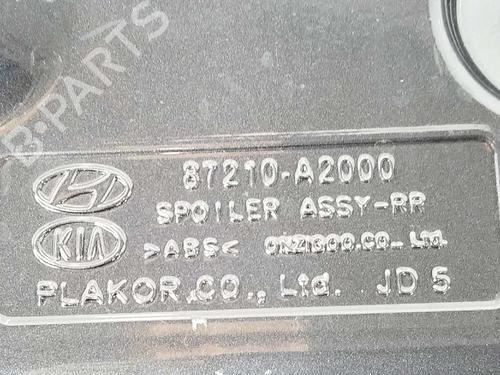 B-PARTS
87210-A2000
SPOILER ASSY-RR
KIA
>ABS<
PLAKOR.CO., Ltd. JD 5